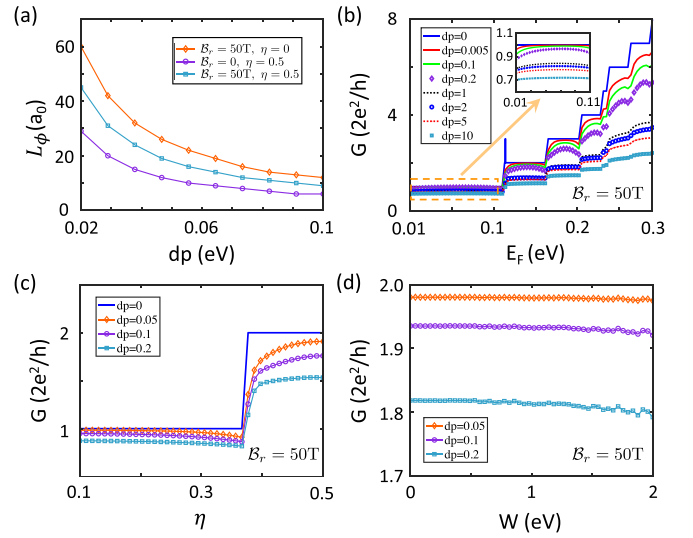 (a)
60
40
20
0
L_ϕ(a₀)
ℬ_r = 50T, η = 0
ℬ_r = 0, η = 0.5
ℬ_r = 50T, η = 0.5
0.02
0.06
0.1
dp (eV)
(b)
8
6
4
2
0
G (2e²/h)
dp=0
dp=0.005
dp=0.1
dp=0.2
dp=1
dp=2
dp=5
dp=10
1.1
0.9
0.7
0.01
0.11
ℬ_r = 50T
0.01
0.1
0.2
0.3
E_F (eV)
(c)
2
1
G (2e²/h)
dp=0
dp=0.05
dp=0.1
dp=0.2
ℬ_r = 50T
0.1
0.3
0.5
η
(d)
2.0
1.9
1.8
1.7
G (2e²/h)
dp=0.05
dp=0.1
dp=0.2
ℬ_r = 50T
0
1
2
W (eV)